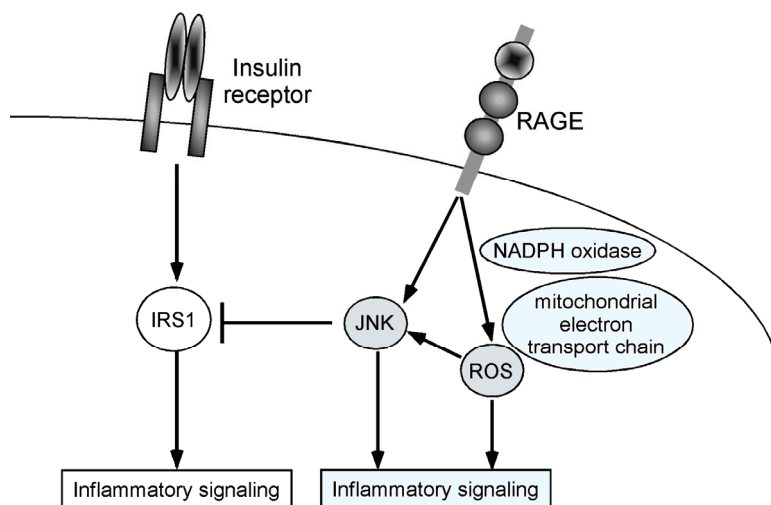 Insulin
receptor
RAGE
NADPH oxidase
mitochondrial
electron
transport chain
IRS1
JNK
ROS
Inflammatory signaling
Inflammatory signaling